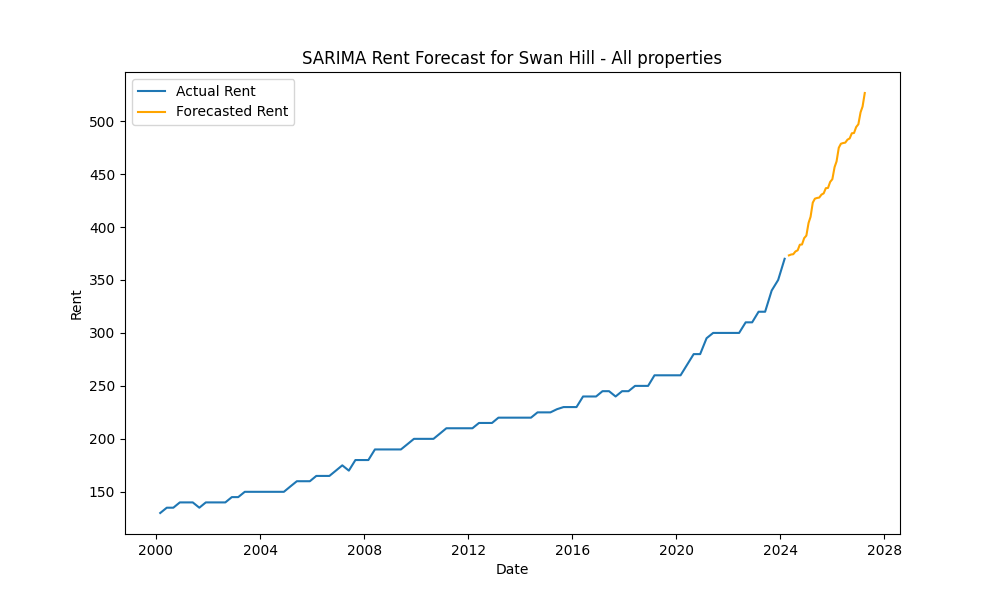 SARIMA Rent Forecast for Swan Hill - All properties
Actual Rent
Forecasted Rent
500
450
400
350
300
250
200
150
Rent
2000 2004 2008 2012 2016 2020 2024 2028
Date